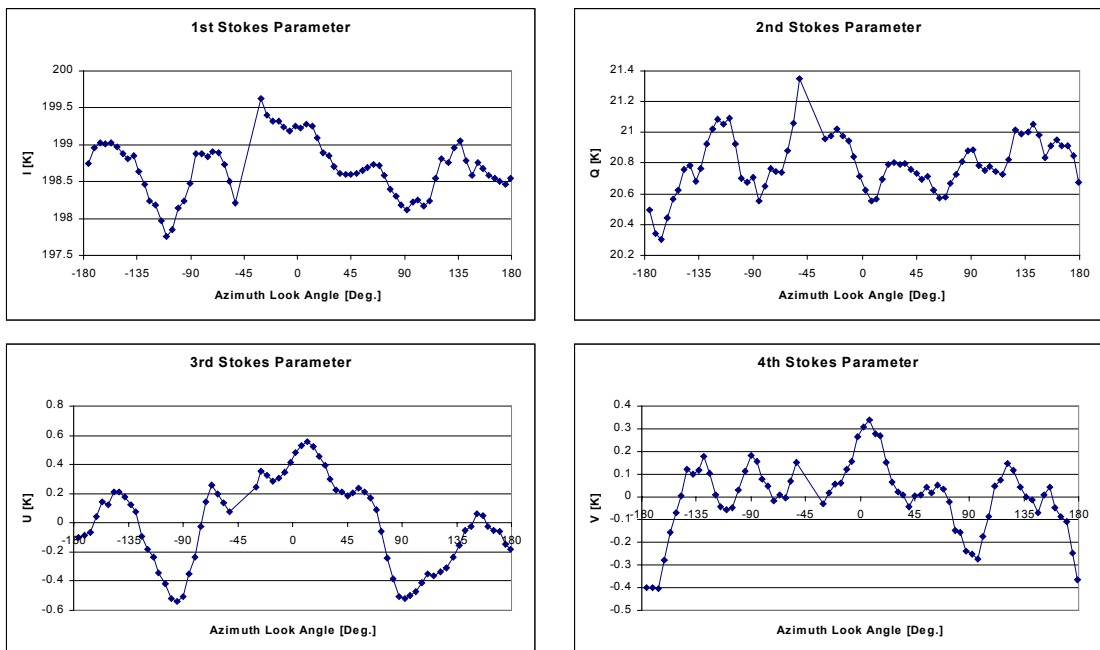 1st Stokes Parameter
200
199.5
199
198.5
198
197.5
I [K]
-180 -135 -90 -45 0 45 90 135 180
Azimuth Look Angle [Deg.]
2nd Stokes Parameter
21.4
21.2
21
20.8
20.6
20.4
20.2
Q [K]
-180 -135 -90 -45 0 45 90 135 180
Azimuth Look Angle [Deg.]
3rd Stokes Parameter
0.8
0.6
0.4
0.2
0
-0.2
-0.4
-0.6
U [K]
-180 -135 -90 -45 0 45 90 135 180
Azimuth Look Angle [Deg.]
4th Stokes Parameter
0.4
0.3
0.2
0.1
0
-0.1
-0.2
-0.3
-0.4
-0.5
V [K]
-180 -135 -90 -45 0 45 90 135 180
Azimuth Look Angle [Deg.]